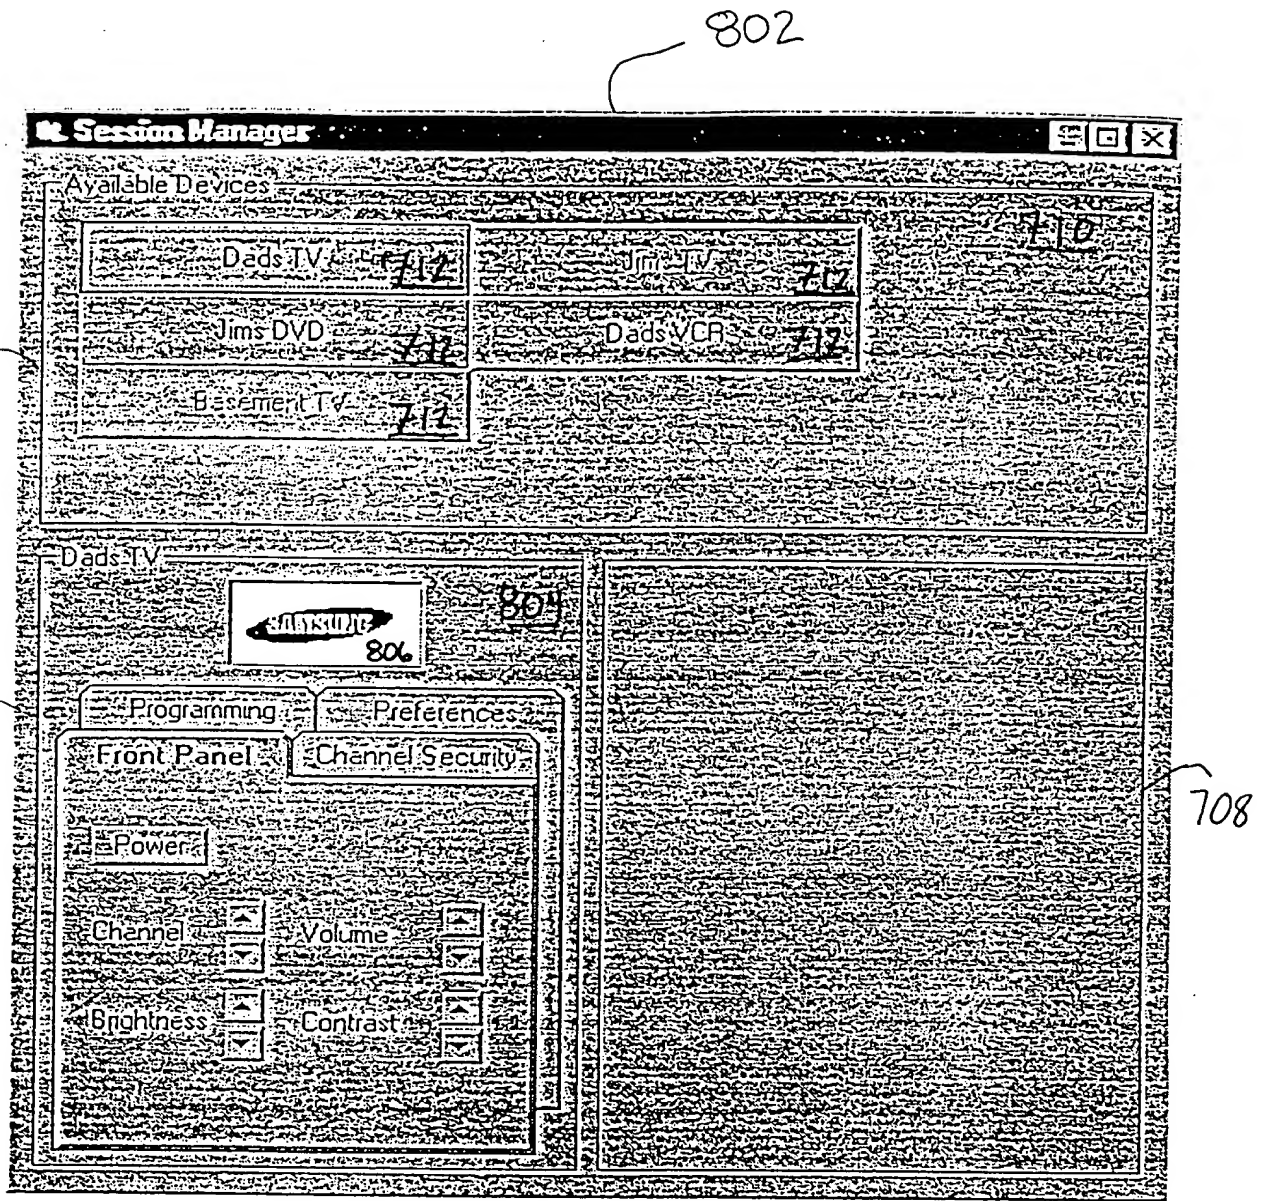 802
Session Manager
Available Devices
710
Dads TV 712 Jim TV 712
Jims DVD 712 Dads VCR 712
Basement TV 712
Dads TV
804
SAMSUNG
806
Programming Preferences
Front Panel Channel Security
708
Power
Channel Volume
Brightness Contrast